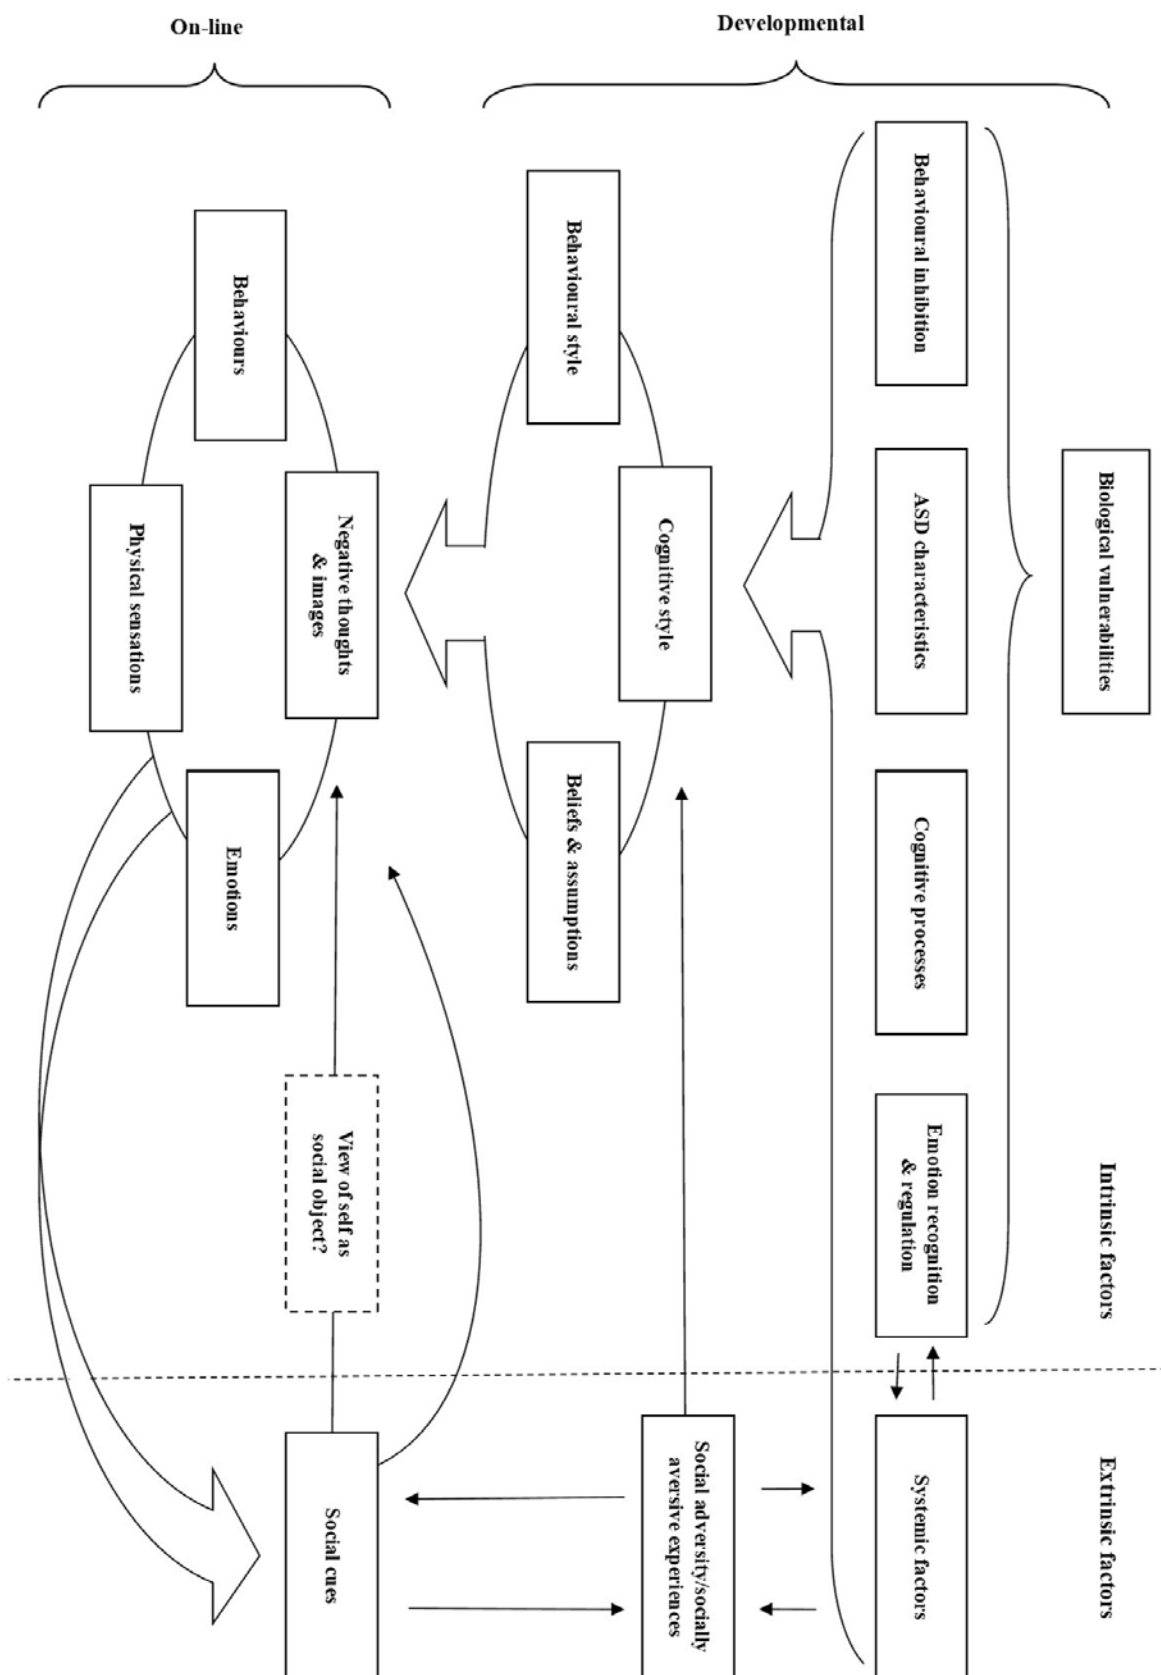 On-line
Developmental
Biological vulnerabilities
Intrinsic factors
Extrinsic factors
Behavioural inhibition
ASD characteristics
Cognitive processes
Emotion recognition
& regulation
Systemic factors
Behavioural style
Cognitive style
Beliefs & assumptions
Social adversity/socially
aversive experiences
Behaviours
Negative thoughts
& images
Physical sensations
Emotions
View of self as
social object?
Social cues